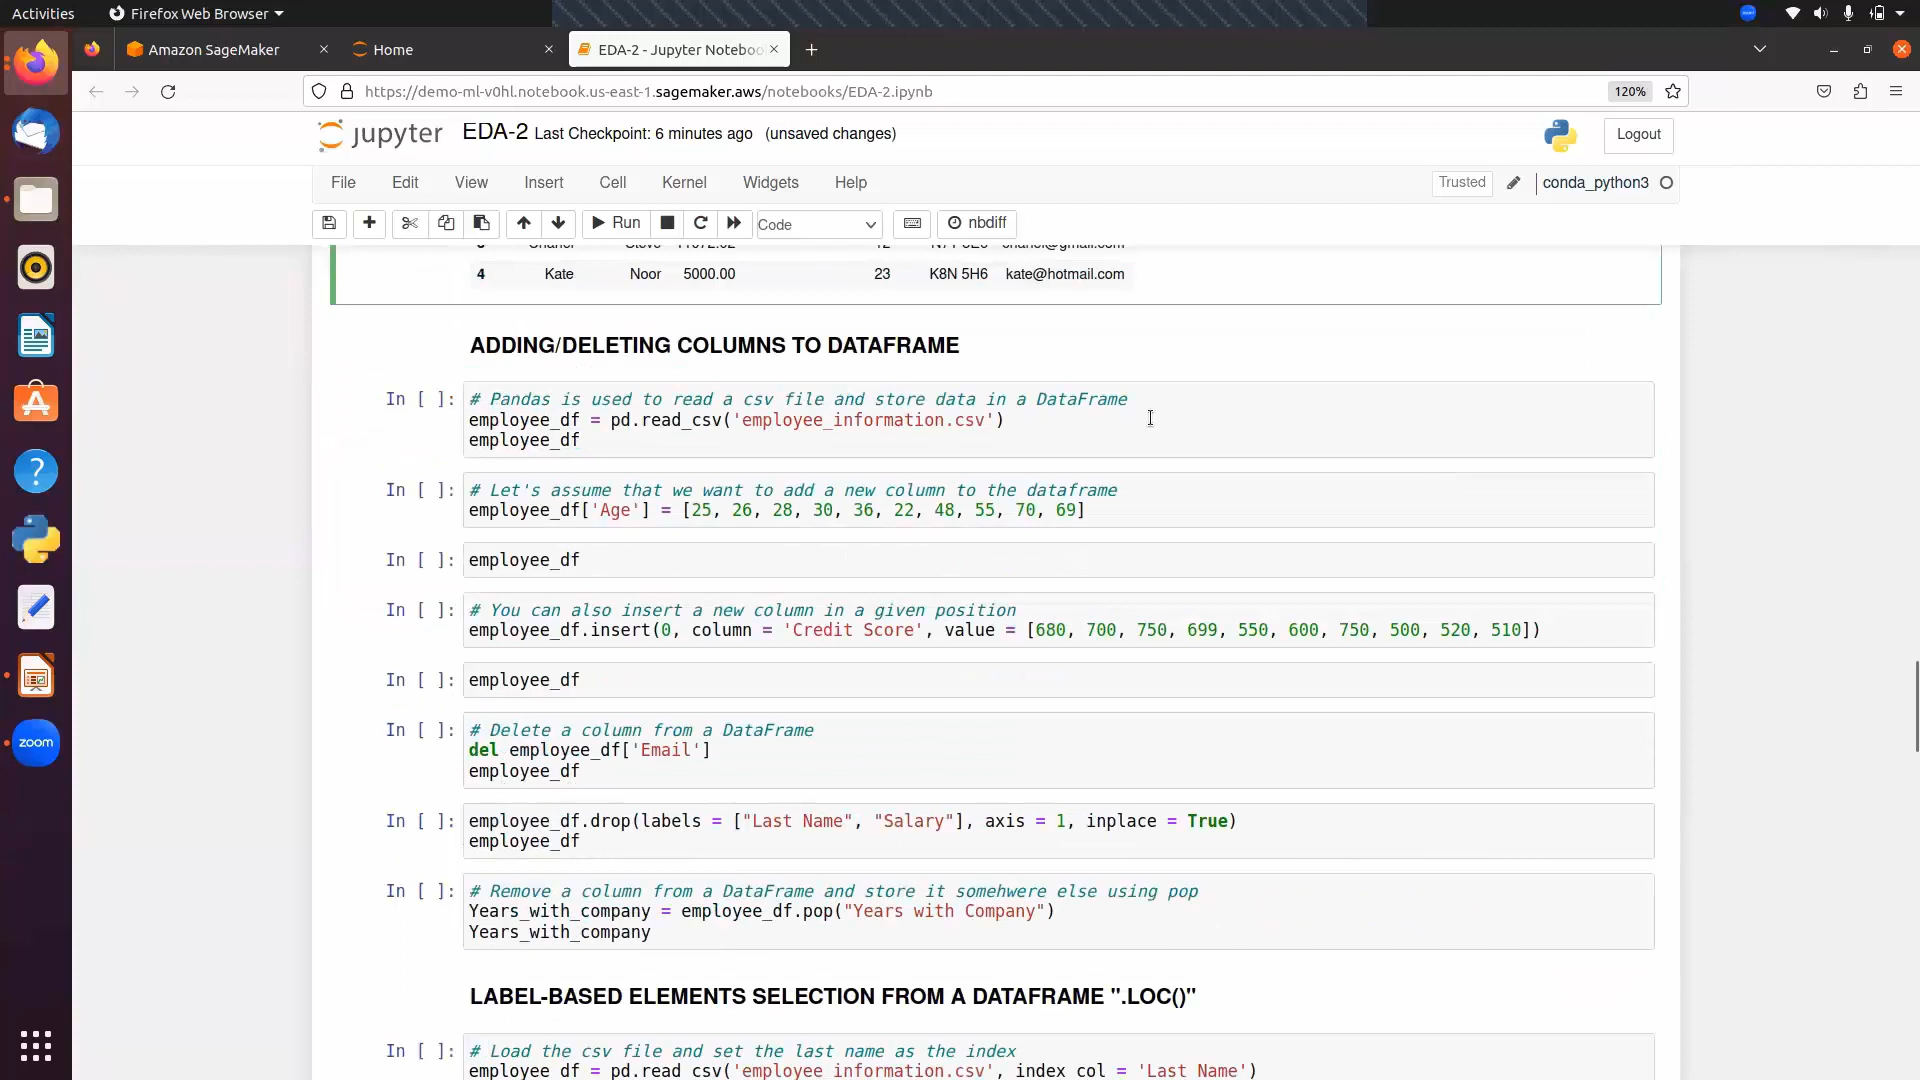 Activities
Firefox Web Browser
Amazon SageMaker
Home
EDA-2 - Jupyter Noteboo
https://demo-ml-v0hl.notebook.us-east-1.sagemaker.aws/notebooks/EDA-2.ipynb
120%
jupyter EDA-2 Last Checkpoint: 6 minutes ago (unsaved changes)
Logout
File Edit View Insert Cell Kernel Widgets Help
Trusted
conda_python3
Run
Code
nbdiff
4 Kate Noor 5000.00 23 K8N 5H6 kate@hotmail.com
ADDING/DELETING COLUMNS TO DATAFRAME
In [ ]: # Pandas is used to read a csv file and store data in a DataFrame
employee_df = pd.read_csv('employee_information.csv')
employee_df
In [ ]: # Let's assume that we want to add a new column to the dataframe
employee_df['Age'] = [25, 26, 28, 30, 36, 22, 48, 55, 70, 69]
In [ ]: employee_df
In [ ]: # You can also insert a new column in a given position
employee_df.insert(0, column = 'Credit Score', value = [680, 700, 750, 699, 550, 600, 750, 500, 520, 510])
In [ ]: employee_df
In [ ]: # Delete a column from a DataFrame
del employee_df['Email']
employee_df
In [ ]: employee_df.drop(labels = ["Last Name", "Salary"], axis = 1, inplace = True)
employee_df
In [ ]: # Remove a column from a DataFrame and store it somehwere else using pop
Years_with_company = employee_df.pop("Years with Company")
Years_with_company
LABEL-BASED ELEMENTS SELECTION FROM A DATAFRAME ".LOC()"
In [ ]: # Load the csv file and set the last name as the index
employee_df = pd.read_csv('employee_information.csv', index_col = 'Last Name')
zoom